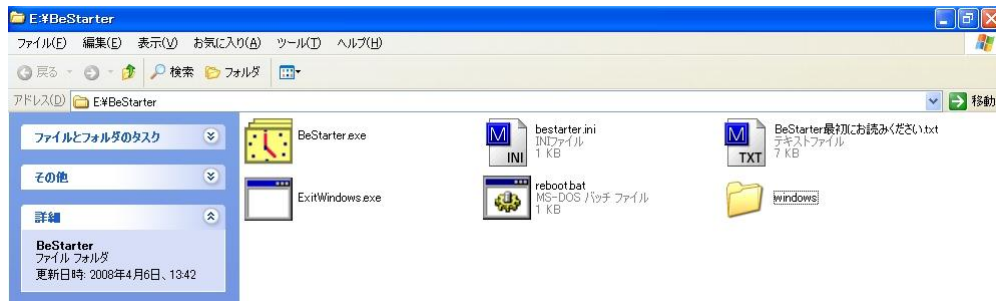 E:¥BeStarter
ファイル(F) 編集(E) 表示(V) お気に入り(A) ツール(T) ヘルプ(H)
戻る 検索 フォルダ
アドレス(D) E:¥BeStarter 移動
ファイルとフォルダのタスク
その他
詳細
BeStarter
ファイル フォルダ
更新日時: 2008年4月6日、13:42
BeStarter.exe
M INI
bestarter.ini
INIファイル
1 KB
M TXT
BeStarter最初にお読みください.txt
テキストファイル
7 KB
ExitWindows.exe
reboot.bat
MS-DOS バッチ ファイル
1 KB
windows